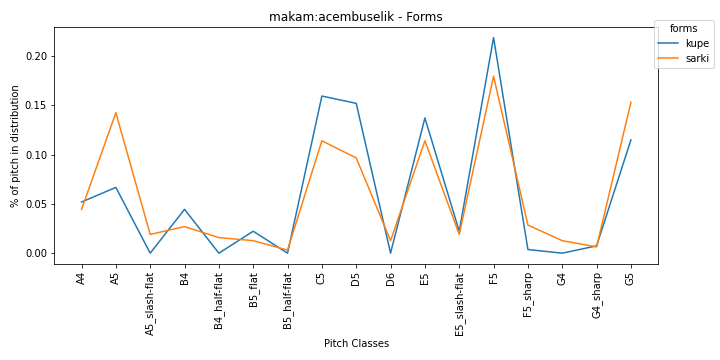 makam:acembuselik - Forms
forms
kupe
sarki
% of pitch in distribution
0.20
0.15
0.10
0.05
0.00
A4
A5
A5_slash-flat
B4
B4_half-flat
B5_flat
B5_half-flat
C5
D5
D6
E5
E5_slash-flat
F5
F5_sharp
G4
G4_sharp
G5
Pitch Classes